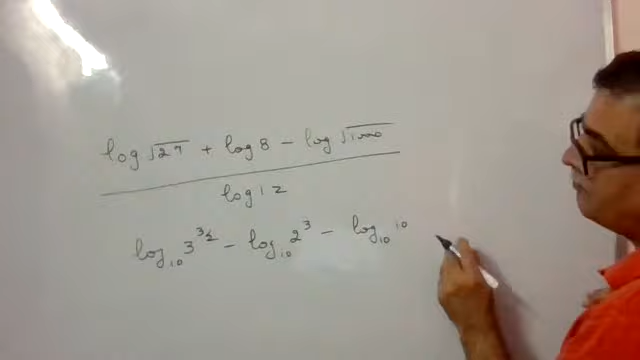 log √27 + log 8 − log √1000
log 12
log₁₀ 3^3/2 − log₁₀ 2³ − log₁₀ 10